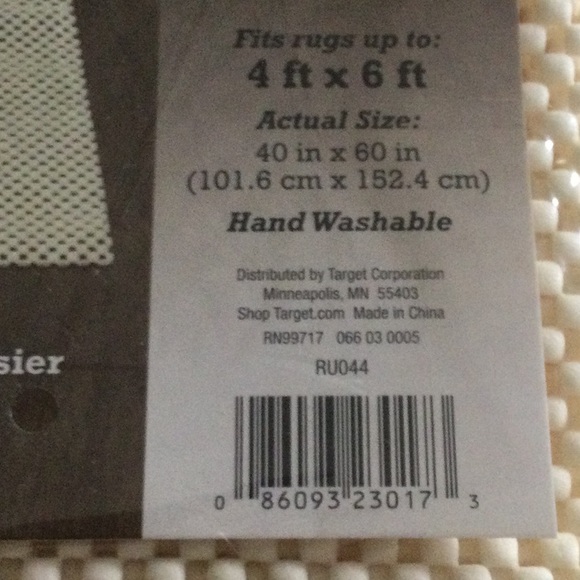 Fits rugs up to:
4 ft x 6 ft
Actual Size:
40 in x 60 in
(101.6 cm x 152.4 cm)
Hand Washable
Distributed by Target Corporation
Minneapolis, MN 55403
Shop Target.com Made in China
RN99717 066 03 0005
RU044
sier
0 86093 23017 3